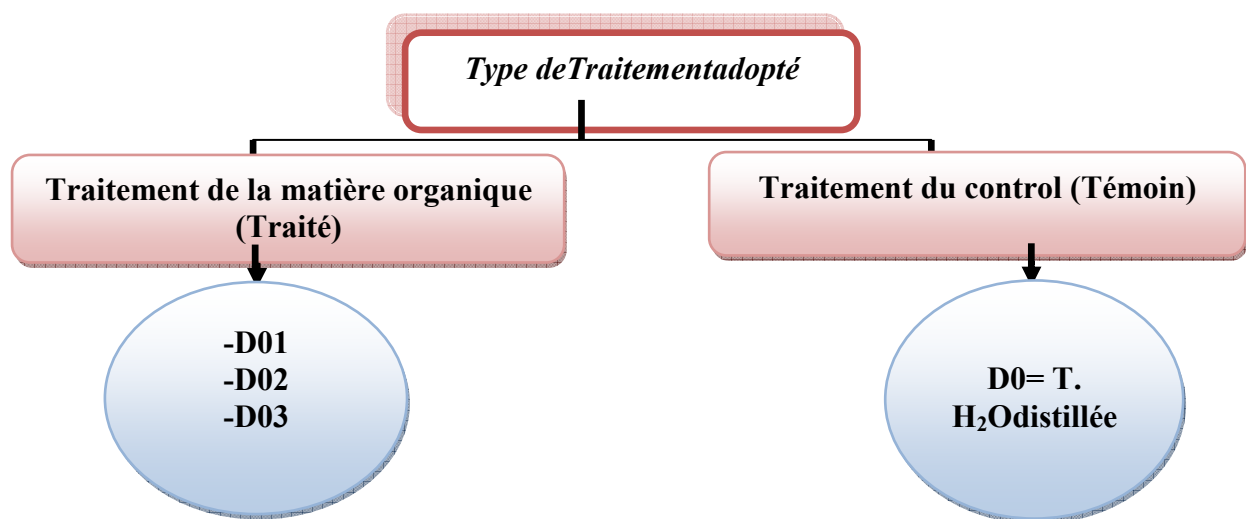 Type deTraitementadopté
Traitement de la matière organique
(Traité)
Traitement du control (Témoin)
-D01
-D02
-D03
D0= T.
H₂Odistillée